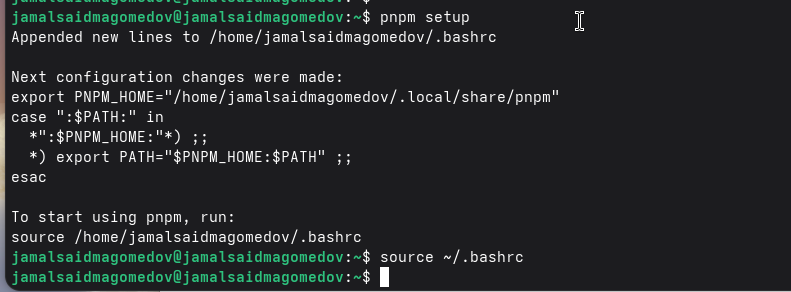 jamalsaidmagomedov@jamalsaidmagomedov:~$ pnpm setup
Appended new lines to /home/jamalsaidmagomedov/.bashrc

Next configuration changes were made:
export PNPM_HOME="/home/jamalsaidmagomedov/.local/share/pnpm"
case ":$PATH:" in
  *":$PNPM_HOME:"*) ;;
  *) export PATH="$PNPM_HOME:$PATH" ;;
esac

To start using pnpm, run:
source /home/jamalsaidmagomedov/.bashrc
jamalsaidmagomedov@jamalsaidmagomedov:~$ source ~/.bashrc
jamalsaidmagomedov@jamalsaidmagomedov:~$